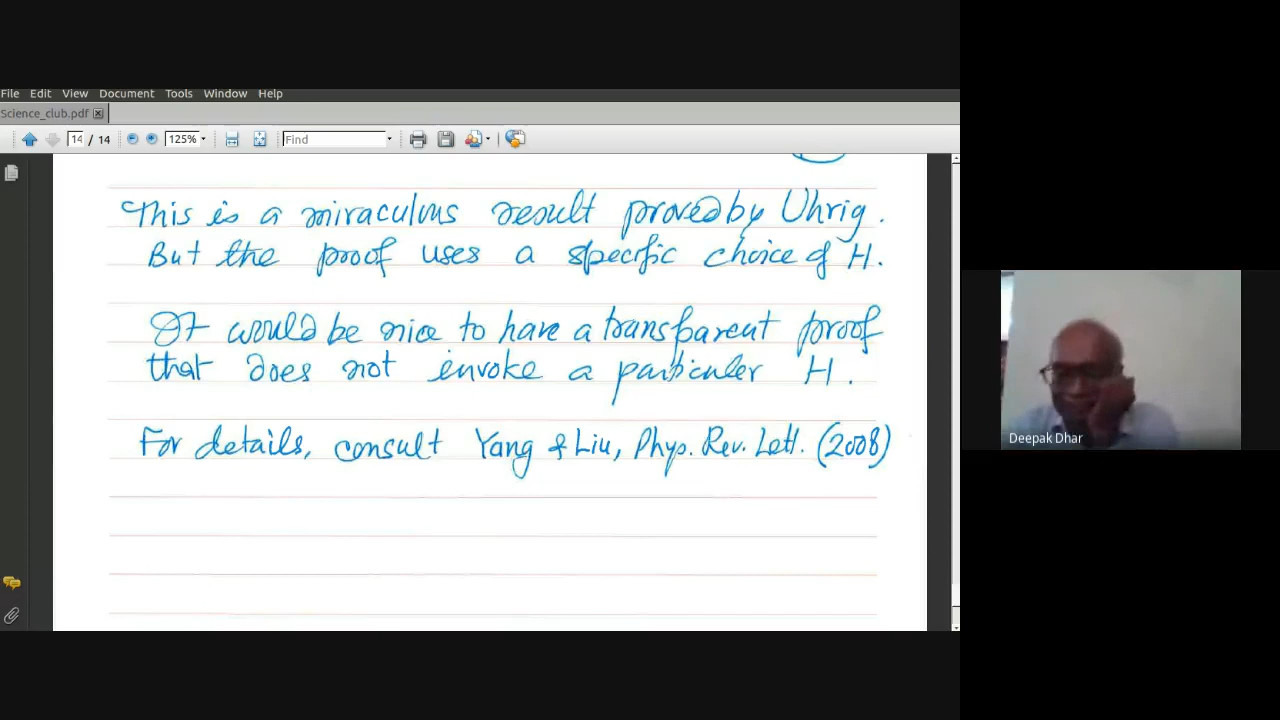 File Edit View Document Tools Window Help
Science_club.pdf
14 / 14 125% Find
This is a miraculous result proved by Uhrig.
But the proof uses a specific choice of H.
It would be nice to have a transparent proof
that does not invoke a particuler H.
For details, consult Yang & Liu, Phys. Rev. Lett. (2008)
Deepak Dhar